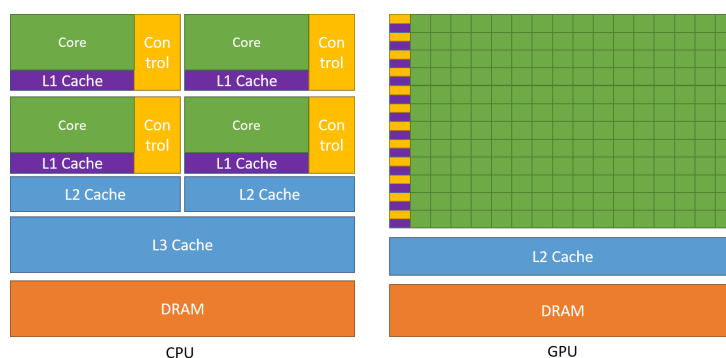 Core
Con
trol
Core
Con
trol
L1 Cache
L1 Cache
Core
Con
trol
Core
Con
trol
L1 Cache
L1 Cache
L2 Cache
L2 Cache
L3 Cache
DRAM
CPU
L2 Cache
DRAM
GPU